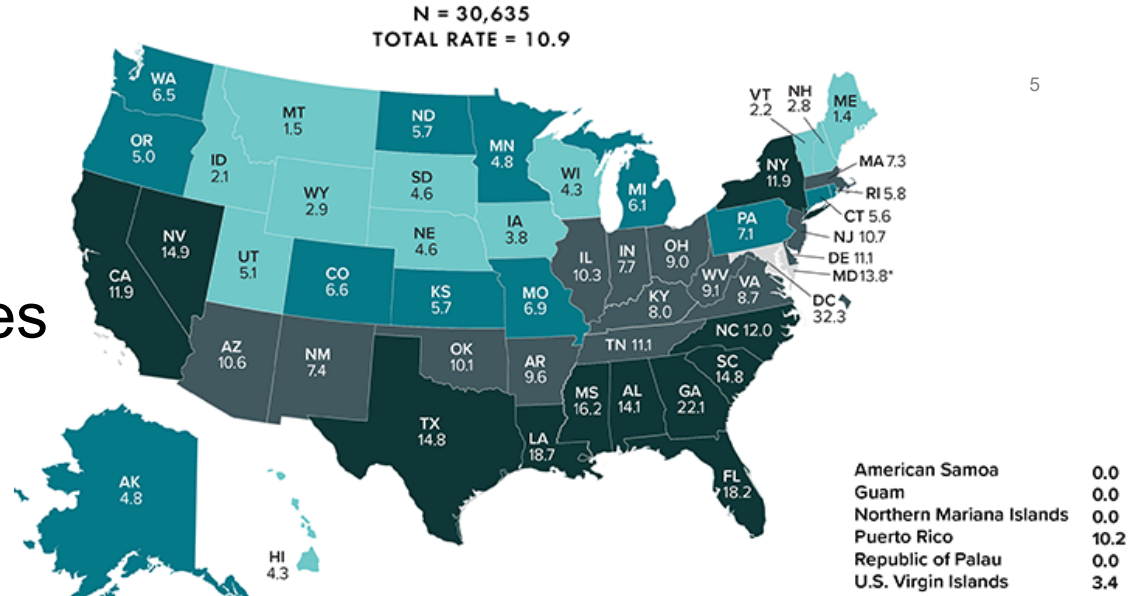 N = 30,635
TOTAL RATE = 10.9
5
WA
6.5
MT
1.5
ND
5.7
MN
4.8
VT
2.2
NH
2.8
ME
1.4
OR
5.0
ID
2.1
SD
4.6
WI
4.3
MI
6.1
NY
11.9
MA 7.3
RI 5.8
CT 5.6
NJ 10.7
DE 11.1
MD 13.8*
DC
32.3
WY
2.9
NE
4.6
IA
3.8
PA
7.1
NV
14.9
UT
5.1
CO
6.6
KS
5.7
MO
6.9
IL
10.3
IN
7.7
OH
9.0
WV
9.1
VA
8.7
KY
8.0
CA
11.9
es
AZ
10.6
NM
7.4
OK
10.1
AR
9.6
TN 11.1
NC 12.0
SC
14.8
MS
16.2
AL
14.1
GA
22.1
TX
14.8
LA
18.7
FL
18.2
AK
4.8
HI
4.3
American Samoa 0.0
Guam 0.0
Northern Mariana Islands 0.0
Puerto Rico 10.2
Republic of Palau 0.0
U.S. Virgin Islands 3.4